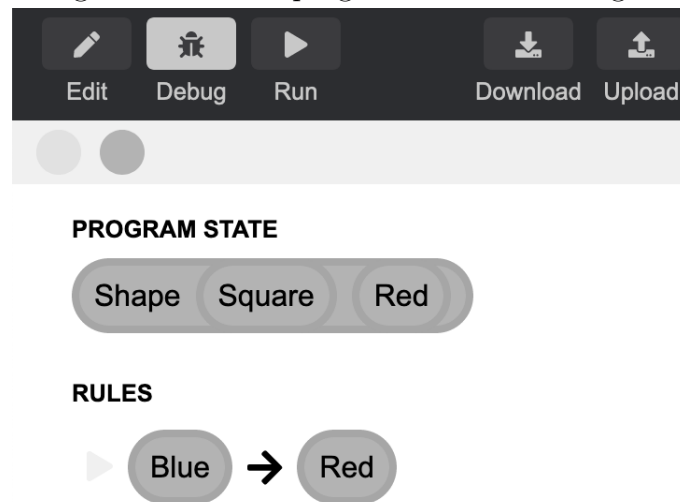 Edit Debug Run Download Upload
PROGRAM STATE
Shape Square Red
RULES
Blue → Red